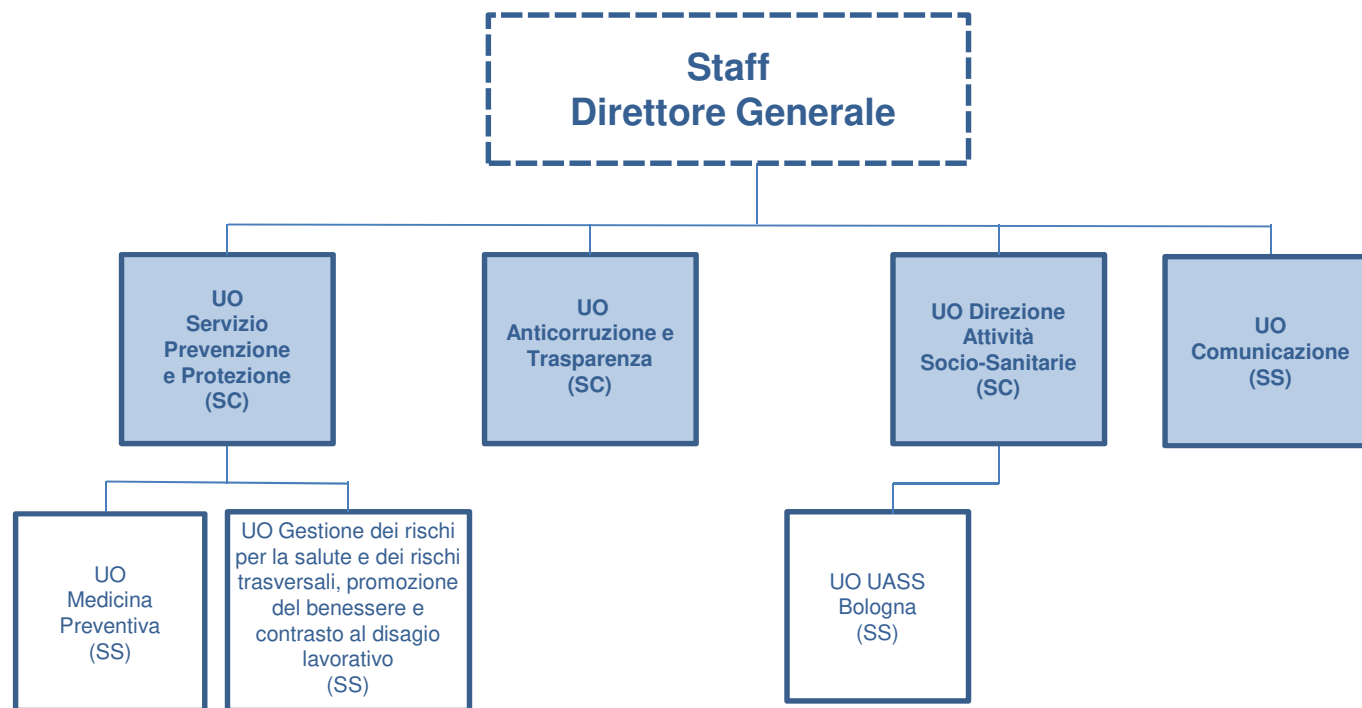 Staff
Direttore Generale
UO
Servizio
Prevenzione
e Protezione
(SC)
UO
Anticorruzione e
Trasparenza
(SC)
UO Direzione
Attività
Socio-Sanitarie
(SC)
UO
Comunicazione
(SS)
UO
Medicina
Preventiva
(SS)
UO Gestione dei rischi
per la salute e dei rischi
trasversali, promozione
del benessere e
contrasto al disagio
lavorativo
(SS)
UO UASS
Bologna
(SS)